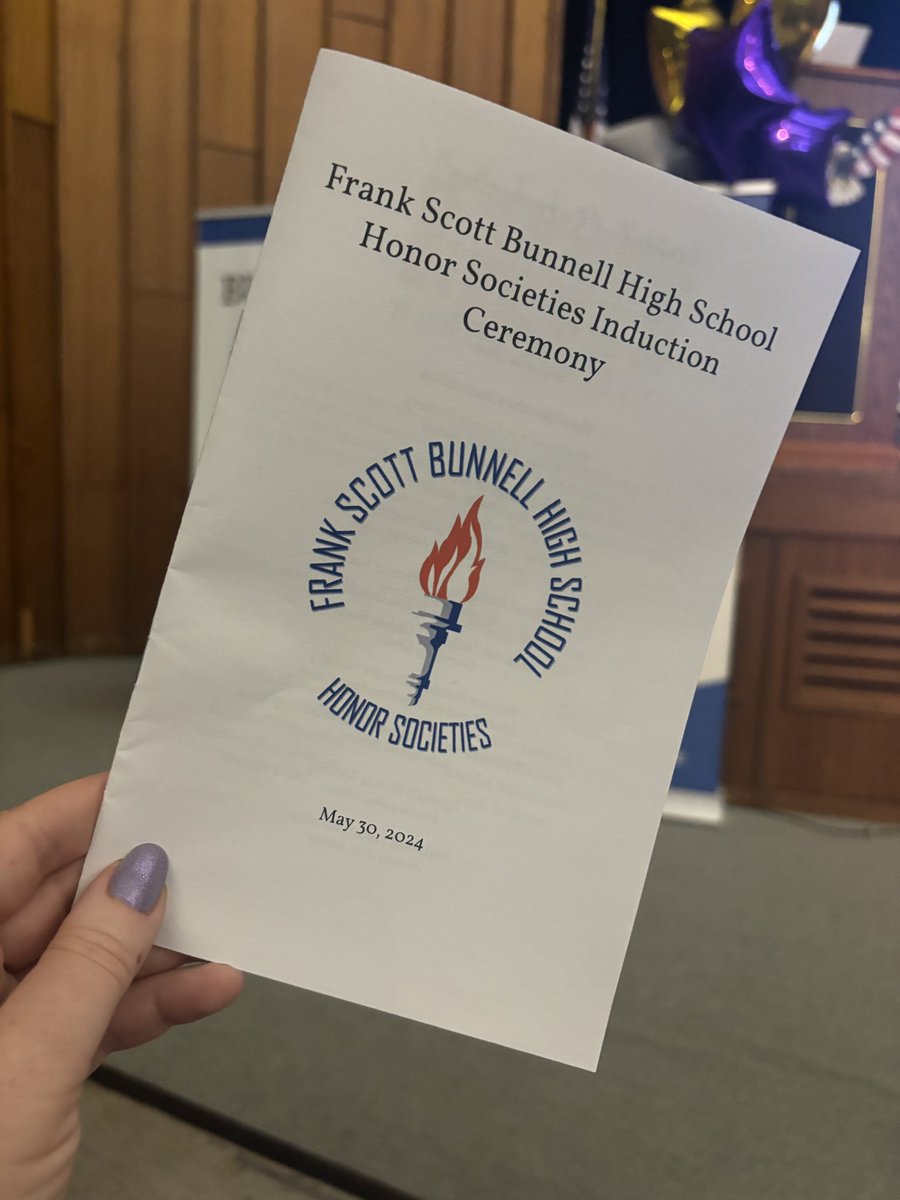 Frank Scott Bunnell High School
Honor Societies Induction
Ceremony
FRANK SCOTT BUNNELL HIGH SCHOOL
HONOR SOCIETIES
May 30, 2024